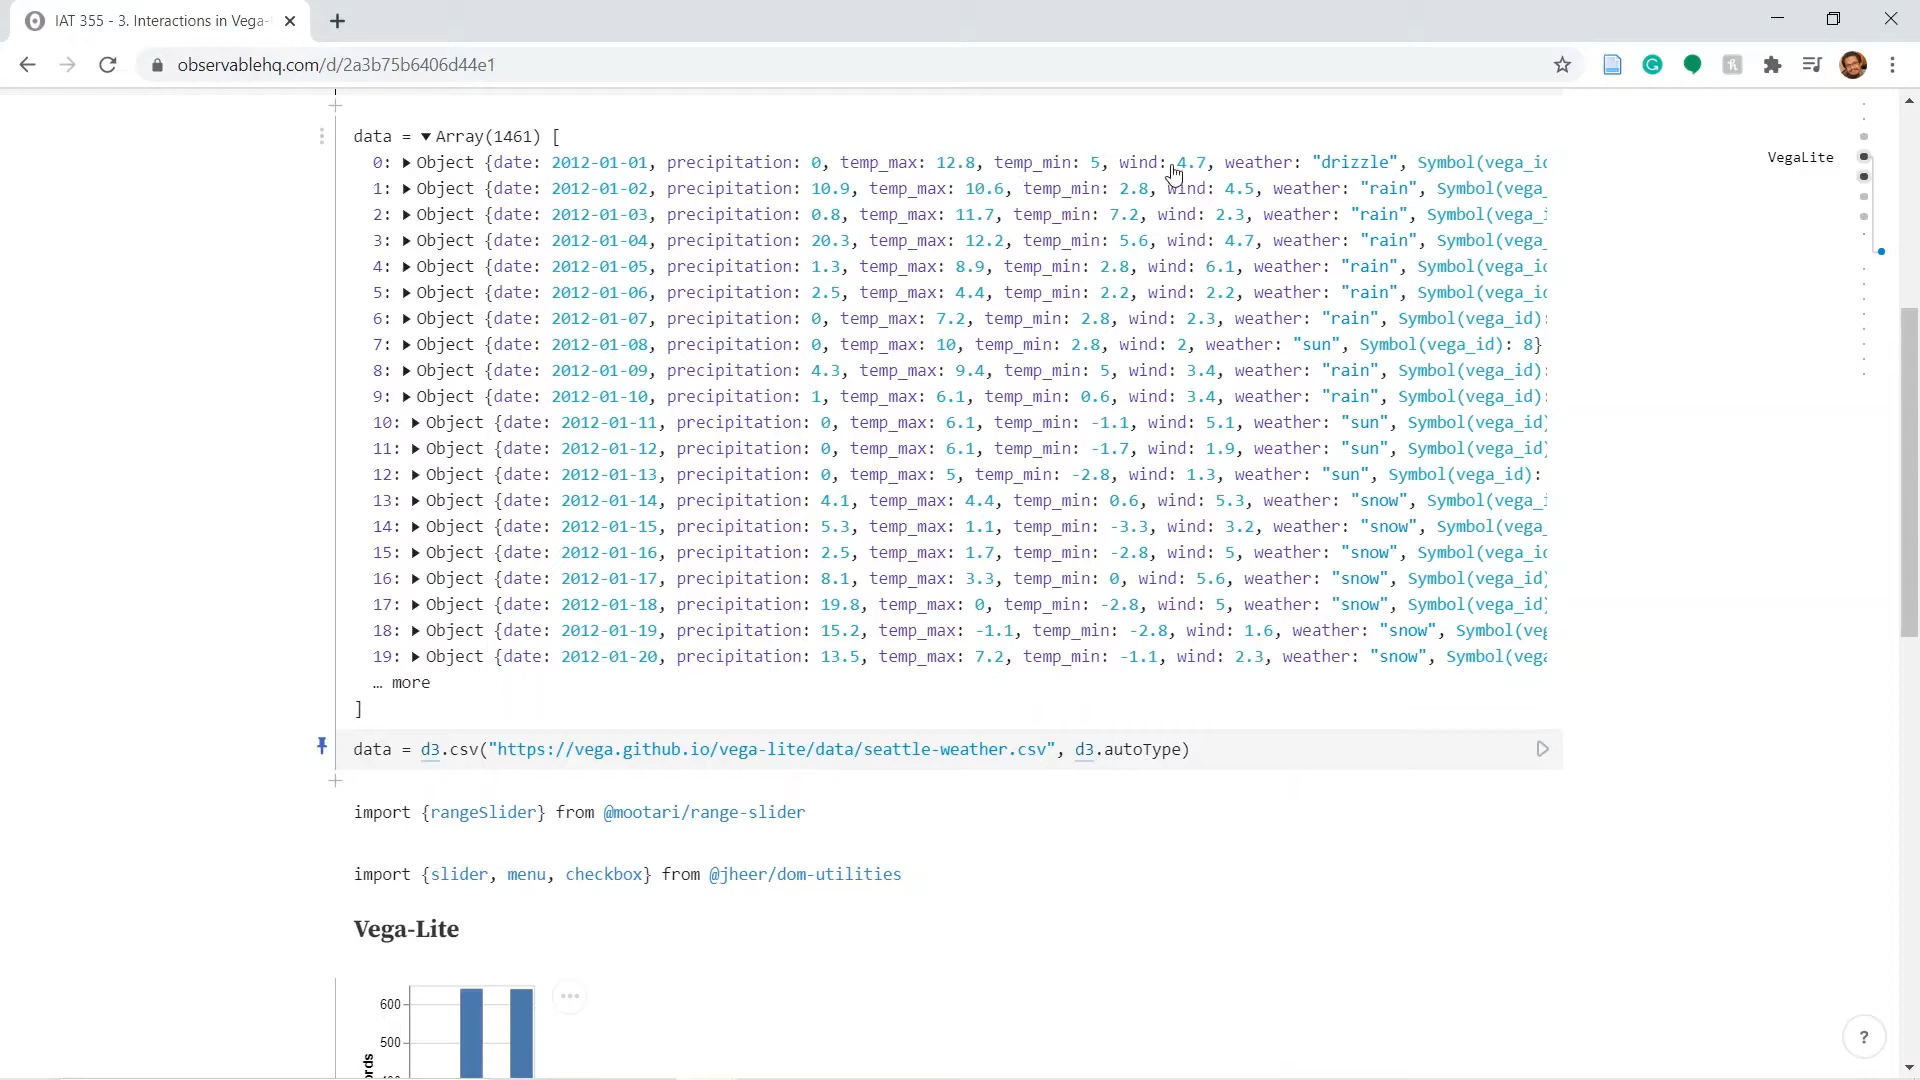 IAT 355 - 3. Interactions in Vega-
observablehq.com/d/2a3b75b6406d44e1
data = ▼Array(1461) [
0: ▶Object {date: 2012-01-01, precipitation: 0, temp_max: 12.8, temp_min: 5, wind: 4.7, weather: "drizzle", Symbol(vega_id
1: ▶Object {date: 2012-01-02, precipitation: 10.9, temp_max: 10.6, temp_min: 2.8, wind: 4.5, weather: "rain", Symbol(vega_
2: ▶Object {date: 2012-01-03, precipitation: 0.8, temp_max: 11.7, temp_min: 7.2, wind: 2.3, weather: "rain", Symbol(vega_i
3: ▶Object {date: 2012-01-04, precipitation: 20.3, temp_max: 12.2, temp_min: 5.6, wind: 4.7, weather: "rain", Symbol(vega_
4: ▶Object {date: 2012-01-05, precipitation: 1.3, temp_max: 8.9, temp_min: 2.8, wind: 6.1, weather: "rain", Symbol(vega_id
5: ▶Object {date: 2012-01-06, precipitation: 2.5, temp_max: 4.4, temp_min: 2.2, wind: 2.2, weather: "rain", Symbol(vega_id
6: ▶Object {date: 2012-01-07, precipitation: 0, temp_max: 7.2, temp_min: 2.8, wind: 2.3, weather: "rain", Symbol(vega_id):
7: ▶Object {date: 2012-01-08, precipitation: 0, temp_max: 10, temp_min: 2.8, wind: 2, weather: "sun", Symbol(vega_id): 8}
8: ▶Object {date: 2012-01-09, precipitation: 4.3, temp_max: 9.4, temp_min: 5, wind: 3.4, weather: "rain", Symbol(vega_id):
9: ▶Object {date: 2012-01-10, precipitation: 1, temp_max: 6.1, temp_min: 0.6, wind: 3.4, weather: "rain", Symbol(vega_id):
10: ▶Object {date: 2012-01-11, precipitation: 0, temp_max: 6.1, temp_min: -1.1, wind: 5.1, weather: "sun", Symbol(vega_id)
11: ▶Object {date: 2012-01-12, precipitation: 0, temp_max: 6.1, temp_min: -1.7, wind: 1.9, weather: "sun", Symbol(vega_id)
12: ▶Object {date: 2012-01-13, precipitation: 0, temp_max: 5, temp_min: -2.8, wind: 1.3, weather: "sun", Symbol(vega_id):
13: ▶Object {date: 2012-01-14, precipitation: 4.1, temp_max: 4.4, temp_min: 0.6, wind: 5.3, weather: "snow", Symbol(vega_i
14: ▶Object {date: 2012-01-15, precipitation: 5.3, temp_max: 1.1, temp_min: -3.3, wind: 3.2, weather: "snow", Symbol(vega_
15: ▶Object {date: 2012-01-16, precipitation: 2.5, temp_max: 1.7, temp_min: -2.8, wind: 5, weather: "snow", Symbol(vega_id
16: ▶Object {date: 2012-01-17, precipitation: 8.1, temp_max: 3.3, temp_min: 0, wind: 5.6, weather: "snow", Symbol(vega_id)
17: ▶Object {date: 2012-01-18, precipitation: 19.8, temp_max: 0, temp_min: -2.8, wind: 5, weather: "snow", Symbol(vega_id)
18: ▶Object {date: 2012-01-19, precipitation: 15.2, temp_max: -1.1, temp_min: -2.8, wind: 1.6, weather: "snow", Symbol(veg
19: ▶Object {date: 2012-01-20, precipitation: 13.5, temp_max: 7.2, temp_min: -1.1, wind: 2.3, weather: "snow", Symbol(vega
… more
]
VegaLite
data = d3.csv("https://vega.github.io/vega-lite/data/seattle-weather.csv", d3.autoType)
import {rangeSlider} from @mootari/range-slider
import {slider, menu, checkbox} from @jheer/dom-utilities
Vega-Lite
600
500
?